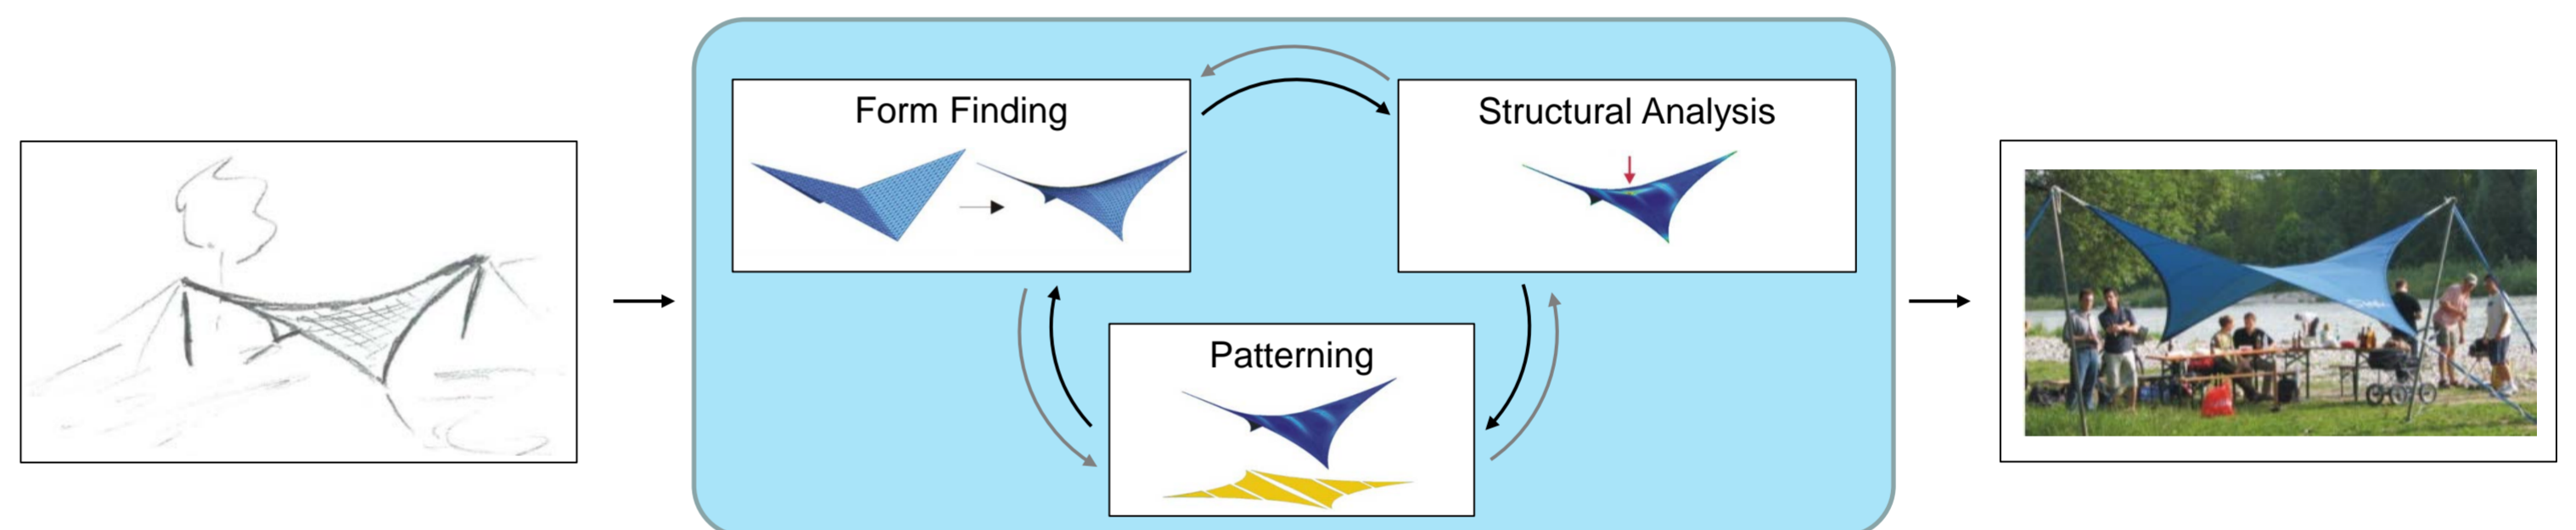 Form Finding
Structural Analysis
Patterning